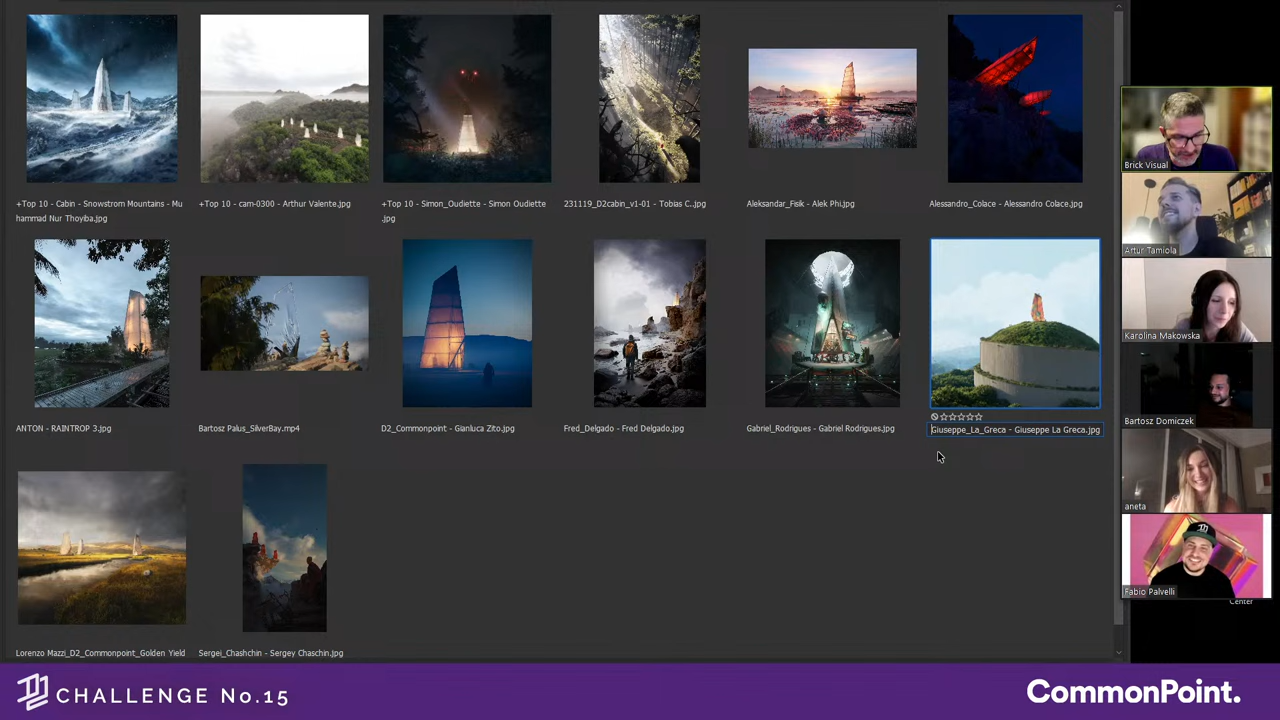 +Top 10 - Cabin - Snowstrom Mountains - Mu
hammad Nur Thoyiba.jpg
+Top 10 - cam-0300 - Arthur Valente.jpg
+Top 10 - Simon_Oudiette - Simon Oudiette
.jpg
231119_D2cabin_v1-01 - Tobias C..jpg
Aleksandar_Fisik - Alek Phi.jpg
Alessandro_Colace - Alessandro Colace.jpg
Brick Visual
Artur Tamiola
Karolina Makowska
Bartosz Domiczek
aneta
Fabio Palvelli
Center
ANTON - RAINTROP 3.jpg
Bartosz Palus_SilverBay.mp4
D2_Commonpoint - Gianluca Zito.jpg
Fred_Delgado - Fred Delgado.jpg
Gabriel_Rodrigues - Gabriel Rodrigues.jpg
Giuseppe_La_Greca - Giuseppe La Greca.jpg
Lorenzo Mazzi_D2_Commonpoint_Golden Yield
Sergei_Chashchin - Sergey Chaschin.jpg
CHALLENGE No.15
CommonPoint.